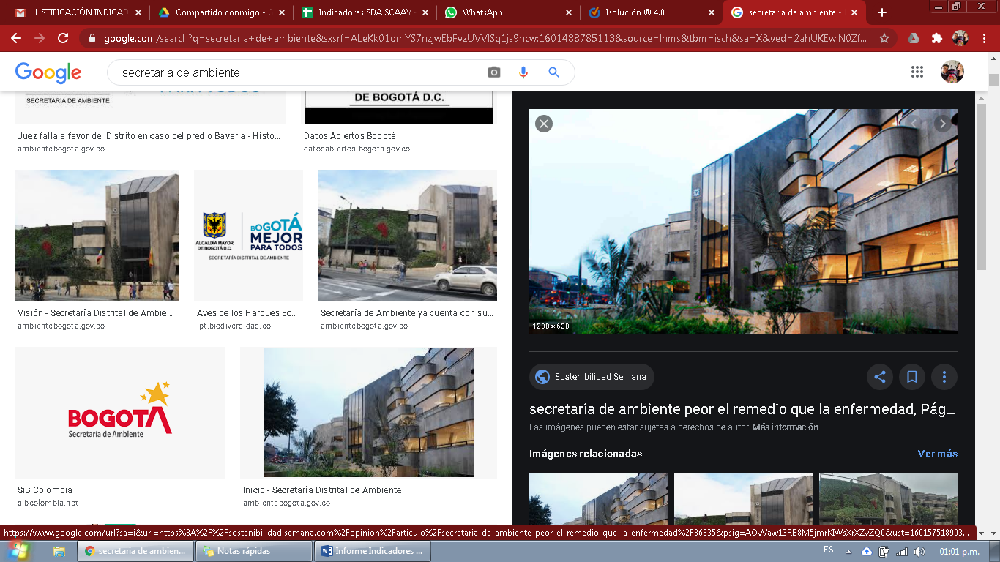 JUSTIFICACIÓN INDICAD
Compartido conmigo - G
Indicadores SDA SCAAV -
WhatsApp
Isolución ® 4.8
secretaria de ambiente -
google.com/search?q=secretaria+de+ambiente&sxsrf=ALeKk01omYS7nzjwEbFvzUVVlSq1js9hcw:1601488785113&source=lnms&tbm=isch&sa=X&ved=2ahUKEwiN0Zf...
Google
secretaria de ambiente
SECRETARÍA DE AMBIENTE
DE BOGOTÁ D.C.
Juez falla a favor del Distrito en caso del predio Bavaria - Histo...
ambientebogota.gov.co
Datos Abiertos Bogotá
datosabiertos.bogota.gov.co
ALCALDÍA MAYOR
DE BOGOTÁ D.C.
BOGOTÁ
MEJOR
PARA TODOS
SECRETARÍA DISTRITAL DE AMBIENTE
Visión - Secretaría Distrital de Ambie...
ambientebogota.gov.co
Aves de los Parques Ec...
ipt.biodiversidad.co
Secretaría de Ambiente ya cuenta con su...
ambientebogota.gov.co
BOGOTÁ
Secretaría de Ambiente
SiB Colombia
sibcolombia.net
Inicio - Secretaría Distrital de Ambiente
ambientebogota.gov.co
1200 × 630
Sostenibilidad Semana
secretaria de ambiente peor el remedio que la enfermedad, Pág...
Las imágenes pueden estar sujetas a derechos de autor. Más información
Imágenes relacionadas
Ver más
https://www.google.com/url?sa=i&url=https%3A%2F%2Fsostenibilidad.semana.com%2Fopinion%2Farticulo%2Fsecretaria-de-ambiente-peor-el-remedio-que-la-enfermedad%2F36835&psig=AOvVaw13RB8M5jmrKIWsXrXZvZQ0&ust=160157518903...
secretaria de ambien...
Notas rápidas
Informe Indicadores ...
ES
01:01 p.m.